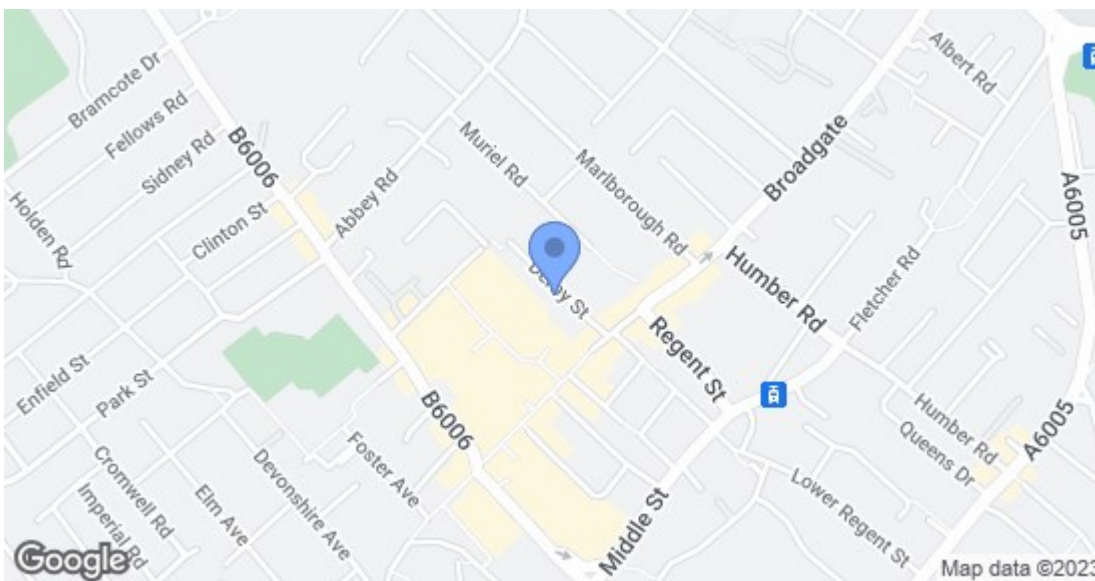 Bramcote Dr
Fellows Rd
Sidney Rd
Holden Rd
Clinton St
B6006
Abbey Rd
Muriel Rd
Marlborough Rd
Broadgate
Albert Rd
A6005
Humber Rd
Fletcher Rd
Regent St
Enfield St
Park St
B6006
Foster Ave
Cromwell Rd
Imperial Rd
Elm Ave
Devonshire Ave
Middle St
Humber Rd
Queens Dr
A6005
Lower Regent St
Google
Map data ©2023